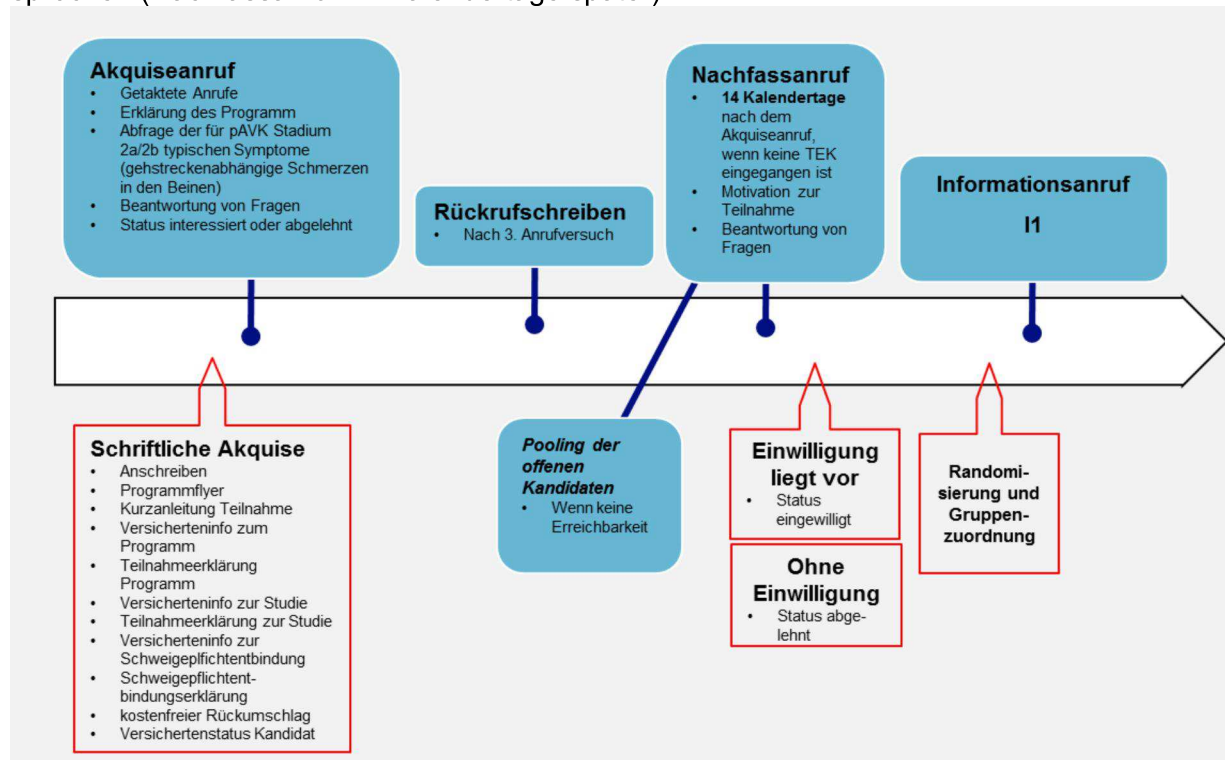 Akquiseanruf
• Getaktete Anrufe
• Erklärung des Programm
• Abfrage der für pAVK Stadium
2a/2b typischen Symptome
(gehstreckenabhängige Schmerzen
in den Beinen)
• Beantwortung von Fragen
• Status interessiert oder abgelehnt
Rückrufschreiben
• Nach 3. Anrufversuch
Nachfassanruf
• 14 Kalendertage
nach dem
Akquiseanruf,
wenn keine TEK
eingegangen ist
• Motivation zur
Teilnahme
• Beantwortung von
Fragen
Informationsanruf
I1
Schriftliche Akquise
• Anschreiben
• Programmflyer
• Kurzanleitung Teilnahme
• Versicherteninfo zum
Programm
• Teilnahmeerklärung
Programm
• Versicherteninfo zur Studie
• Teilnahmeerklärung zur Studie
• Versicherteninfo zur
Schweigeplfichtentbindung
• Schweigepflichtent-
bindungserklärung
• kostenfreier Rückumschlag
• Versichertenstatus Kandidat
Pooling der
offenen
Kandidaten
• Wenn keine
Erreichbarkeit
Einwilligung
liegt vor
• Status
eingewilligt
Ohne
Einwilligung
• Status abge-
lehnt
Randomi-
sierung und
Gruppen-
zuordnung